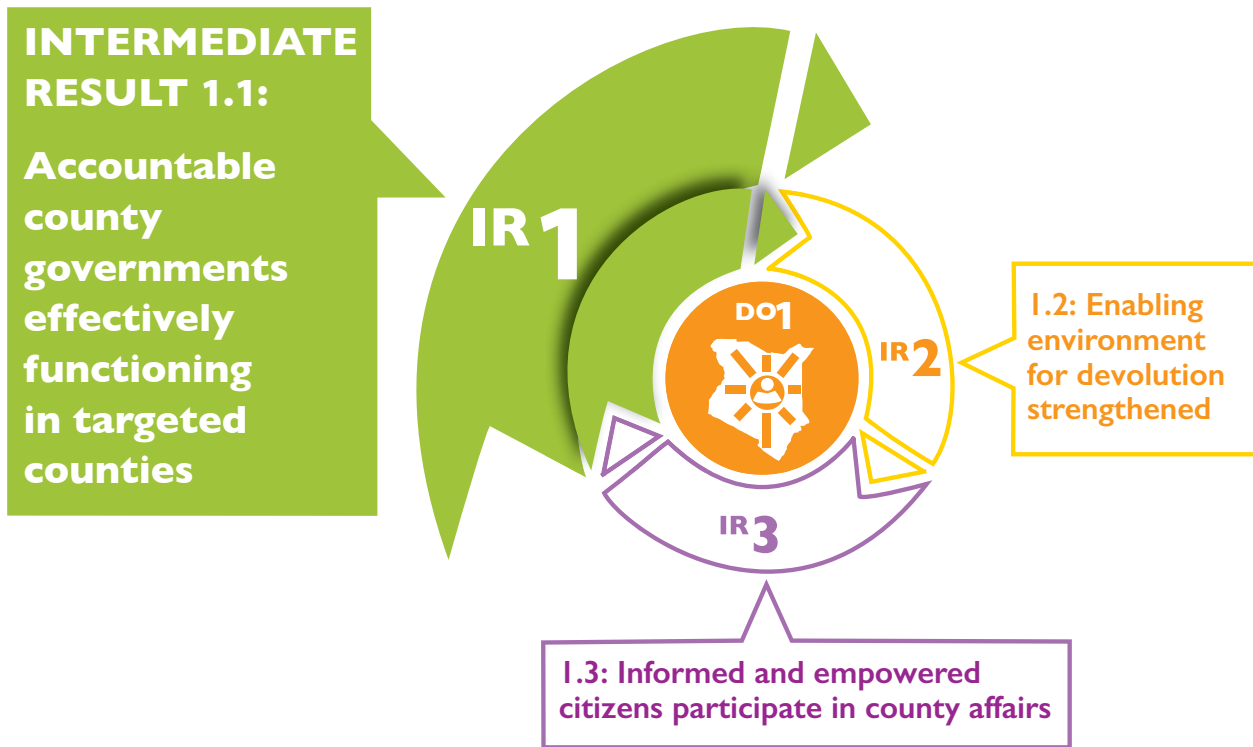 INTERMEDIATE
RESULT 1.1:
Accountable
county
governments
effectively
functioning
in targeted
counties
IR 1
DO1
IR 2
1.2: Enabling
environment
for devolution
strengthened
IR 3
1.3: Informed and empowered
citizens participate in county affairs